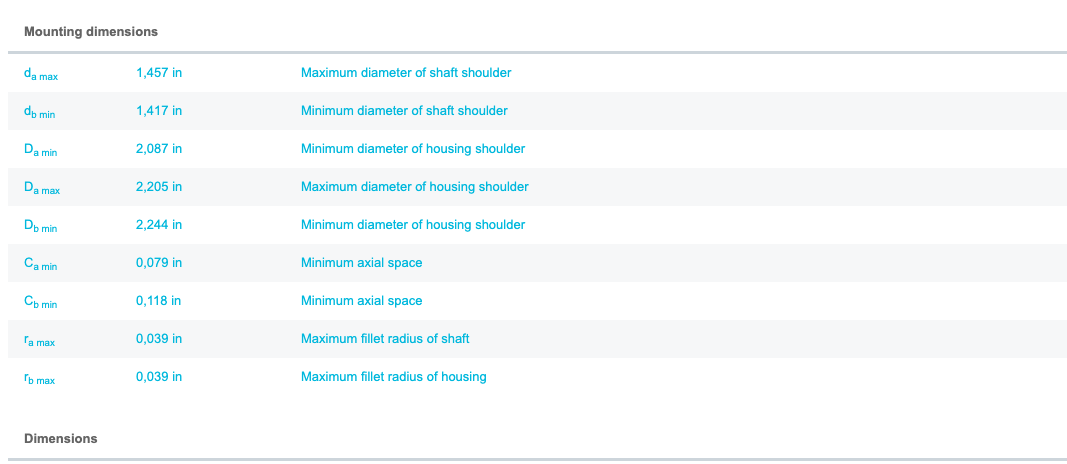 Mounting dimensions
da max 1,457 in Maximum diameter of shaft shoulder
db min 1,417 in Minimum diameter of shaft shoulder
Da min 2,087 in Minimum diameter of housing shoulder
Da max 2,205 in Maximum diameter of housing shoulder
Db min 2,244 in Minimum diameter of housing shoulder
Ca min 0,079 in Minimum axial space
Cb min 0,118 in Minimum axial space
ra max 0,039 in Maximum fillet radius of shaft
rb max 0,039 in Maximum fillet radius of housing
Dimensions